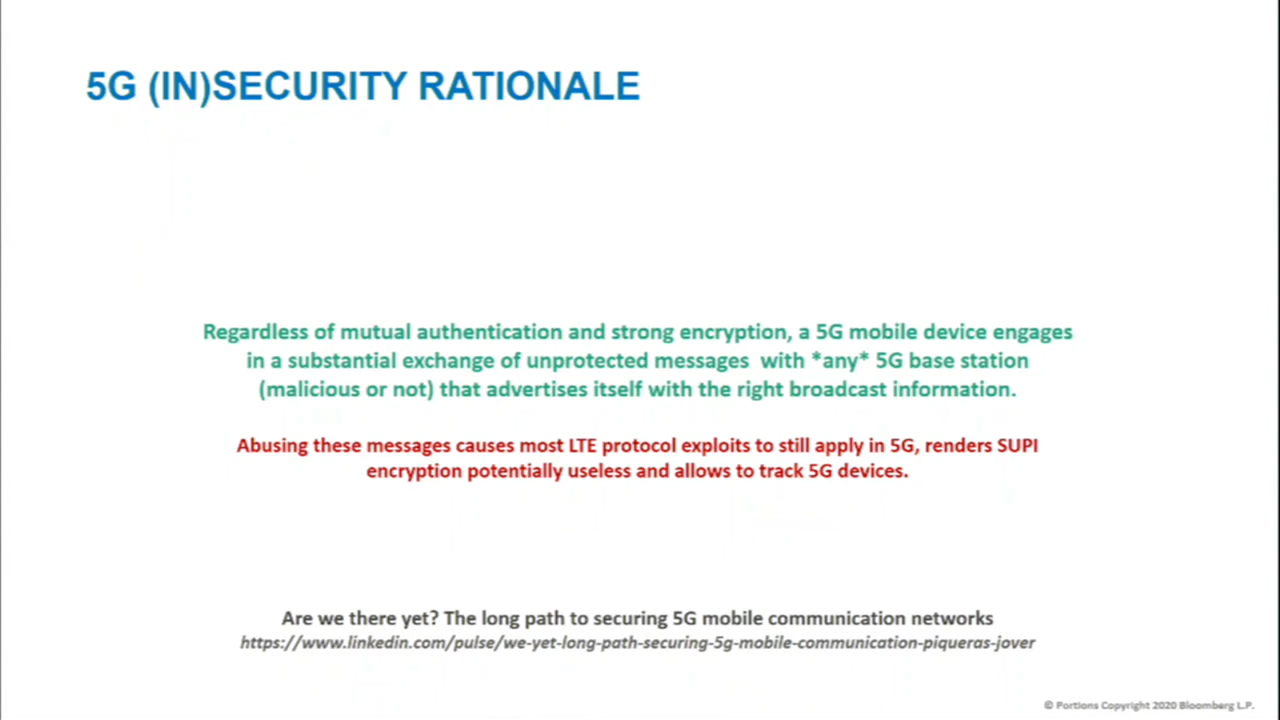 5G (IN)SECURITY RATIONALE
Regardless of mutual authentication and strong encryption, a 5G mobile device engages
in a substantial exchange of unprotected messages with *any* 5G base station
(malicious or not) that advertises itself with the right broadcast information.
Abusing these messages causes most LTE protocol exploits to still apply in 5G, renders SUPI
encryption potentially useless and allows to track 5G devices.
Are we there yet? The long path to securing 5G mobile communication networks
https://www.linkedin.com/pulse/we-yet-long-path-securing-5g-mobile-communication-piqueras-jover
© Portions Copyright 2020 Bloomberg L.P.